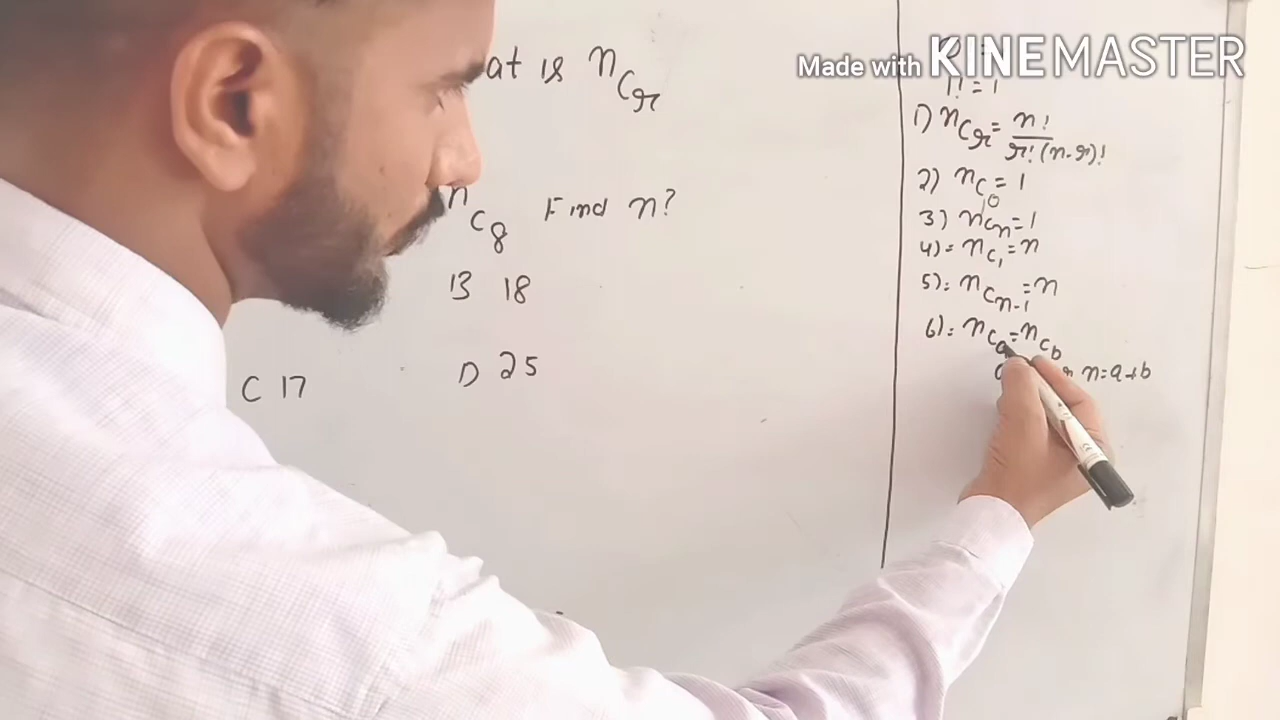 at is nCr
nC8 Find n?
13 18
C 17 D 25
Made with KINEMASTER
1! = 1
1) nCr = n! / r! (n-r)!
2) nC0 = 1
3) nCn = 1
4) = nC1 = n
5) = nCn-1 = n
6) = nCa = nCb
n = a+b